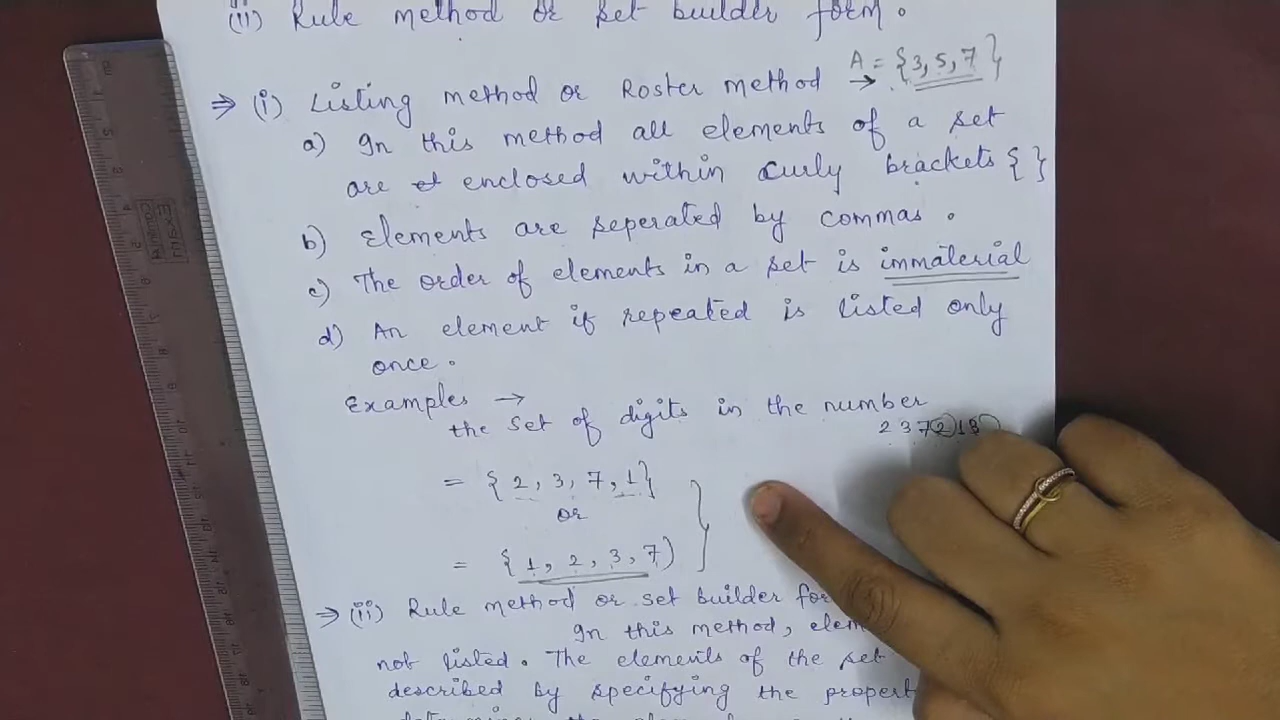 (ii) Rule method or set builder form.
⇒ (i) Listing method or Roster method → A = {3, 5, 7}
a) In this method all elements of a set
are enclosed within curly brackets { }
b) Elements are seperated by commas.
c) The order of elements in a set is immaterial
d) An element if repeated is listed only
once.
Examples →
the set of digits in the number
237213
= {2, 3, 7, 1}
or
= {1, 2, 3, 7)
⇒ (ii) Rule method or set builder for
In this method, elem
not listed. The elements of the set
described by specifying the propert